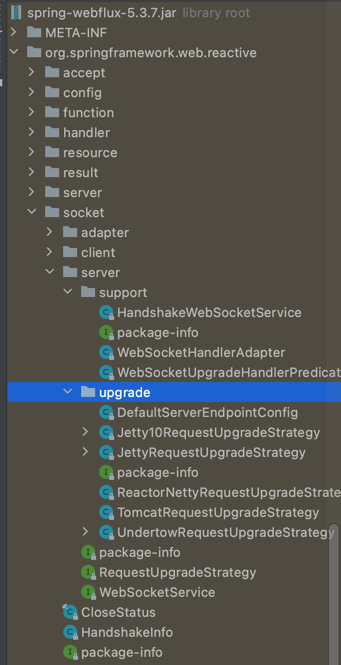 spring-webflux-5.3.7.jar library root
META-INF
org.springframework.web.reactive
accept
config
function
handler
resource
result
server
socket
adapter
client
server
support
HandshakeWebSocketService
package-info
WebSocketHandlerAdapter
WebSocketUpgradeHandlerPredicat
upgrade
DefaultServerEndpointConfig
Jetty10RequestUpgradeStrategy
JettyRequestUpgradeStrategy
package-info
ReactorNettyRequestUpgradeStrate
TomcatRequestUpgradeStrategy
UndertowRequestUpgradeStrategy
package-info
RequestUpgradeStrategy
WebSocketService
CloseStatus
HandshakeInfo
package-info